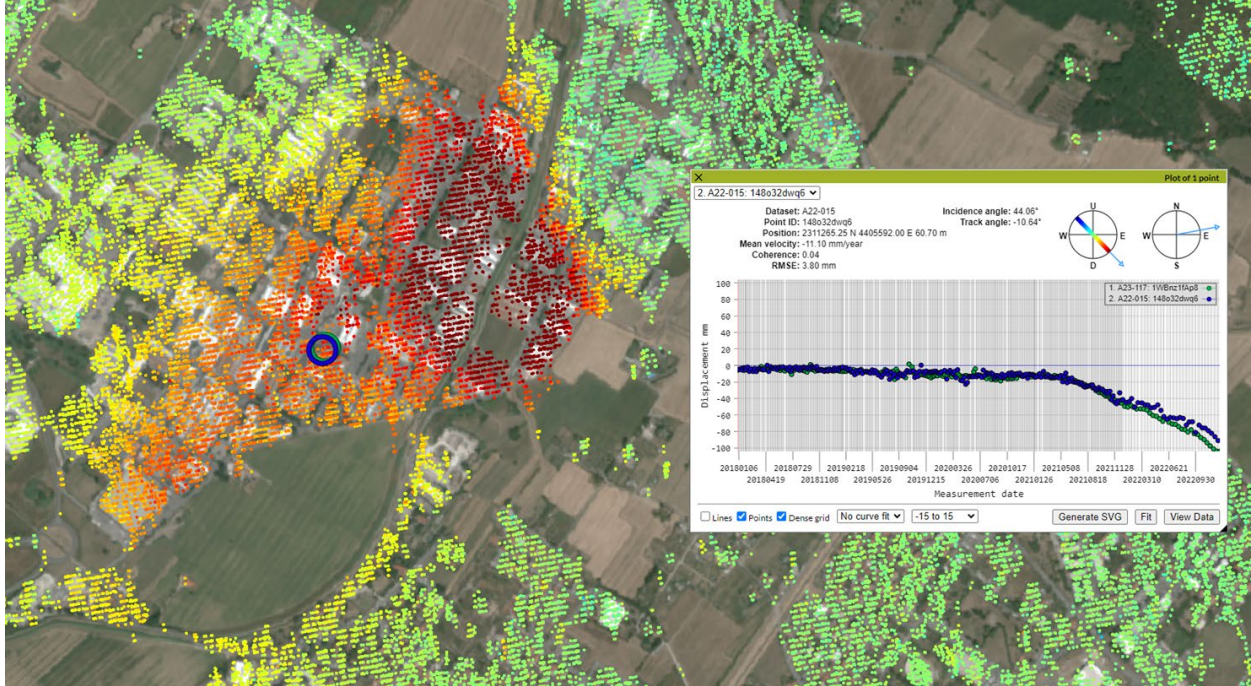 Plot of 1 point
2. A22-015: 148o32dwq6
Dataset: A22-015
Point ID: 148o32dwq6
Position: 2311265.25 N 4405592.00 E 60.70 m
Mean velocity: -11.10 mm/year
Coherence: 0.04
RMSE: 3.80 mm
Incidence angle: 44.06°
Track angle: -10.64°
U
W E
D
N
W E
S
1. A23-117: 1WBnz1fAp8
2. A22-015: 148o32dwq6
Displacement mm
100
80
60
40
20
0
-20
-40
-60
-80
-100
20180106 20180729 20190218 20190904 20200326 20201017 20210508 20211128 20220621
20180419 20181108 20190526 20191215 20200706 20210126 20210818 20220310 20220930
Measurement date
Lines Points Dense grid No curve fit -15 to 15 Generate SVG Fit View Data